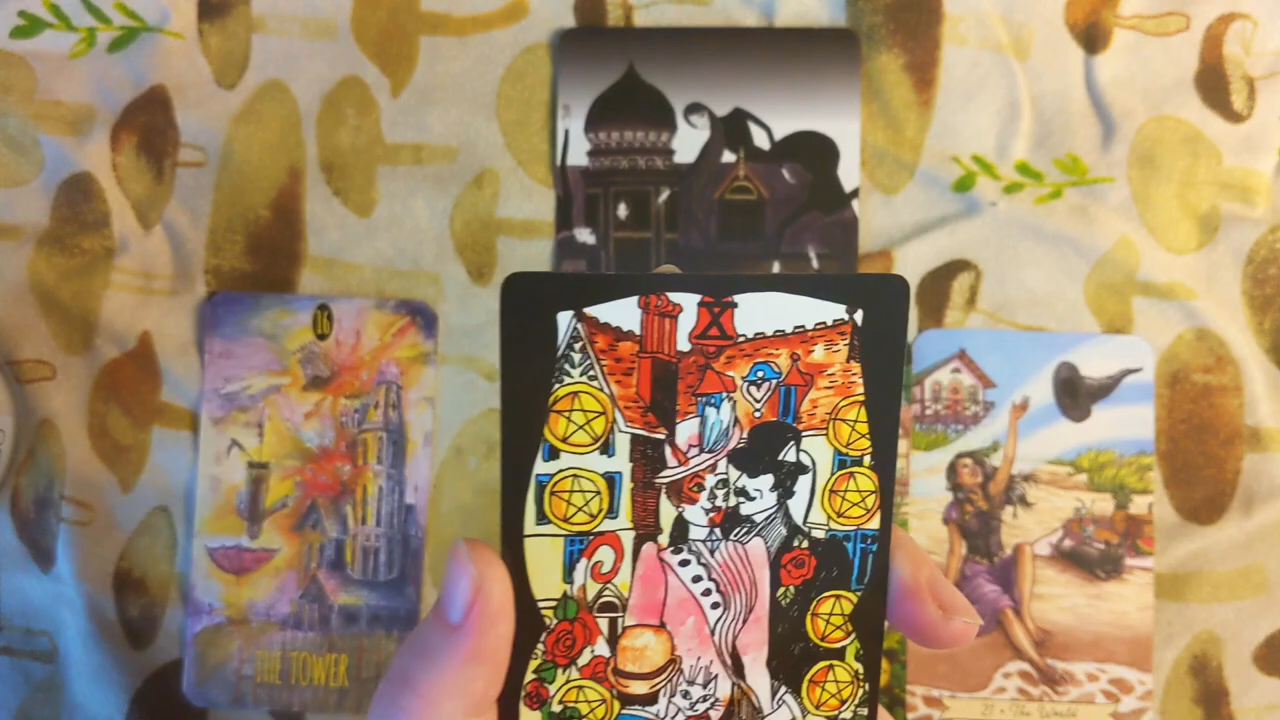 16
THE TOWER
X
21 • The World